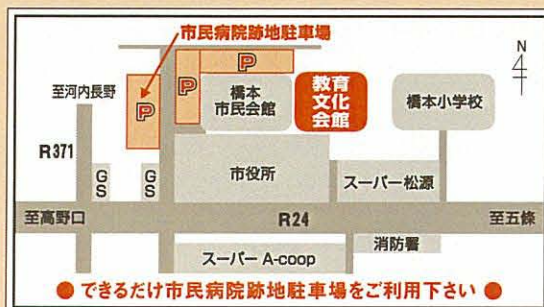 市民病院跡地駐車場
N
P
P
P
至河内長野
橋本
市民会館
教育
文化
会館
橋本小学校
R371
GS
GS
市役所
スーパー松源
至高野口
R24
至五條
スーパー A-coop
消防署
● できるだけ市民病院跡地駐車場をご利用下さい ●